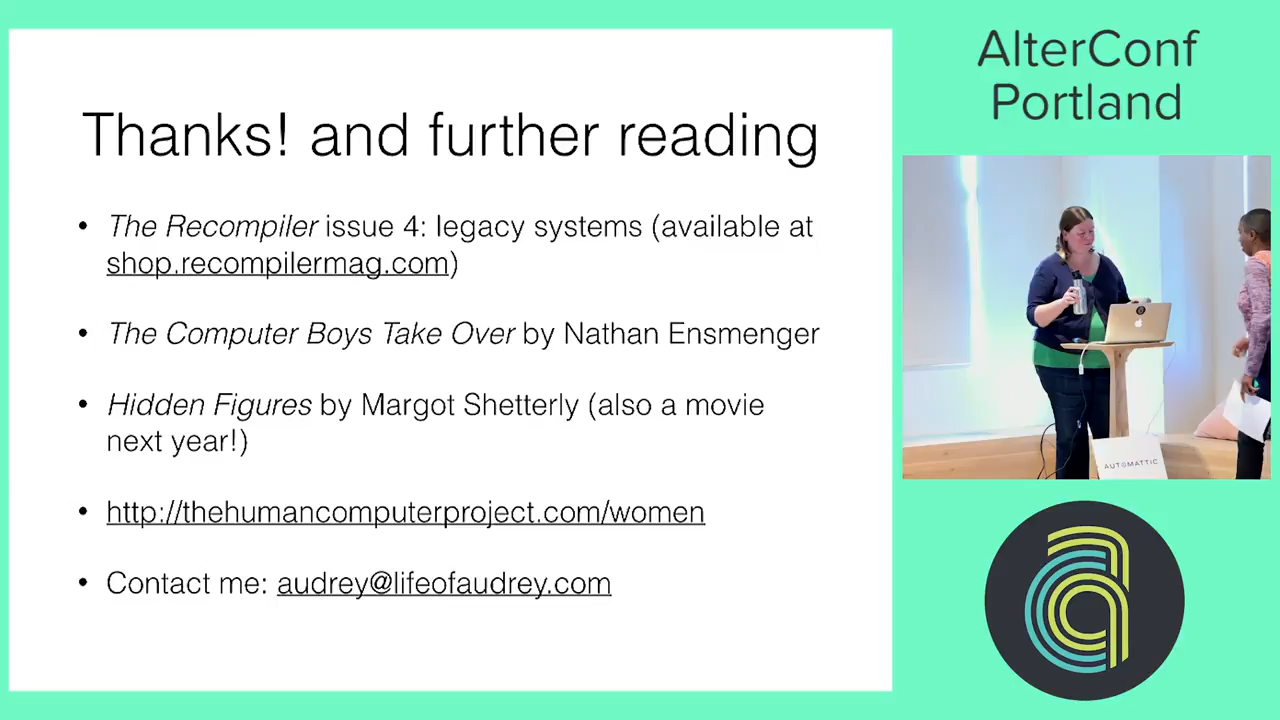 Thanks! and further reading
• The Recompiler issue 4: legacy systems (available at
shop.recompilermag.com)
• The Computer Boys Take Over by Nathan Ensmenger
• Hidden Figures by Margot Shetterly (also a movie
next year!)
• http://thehumancomputerproject.com/women
• Contact me: audrey@lifeofaudrey.com
AlterConf
Portland
AUTOMATTIC